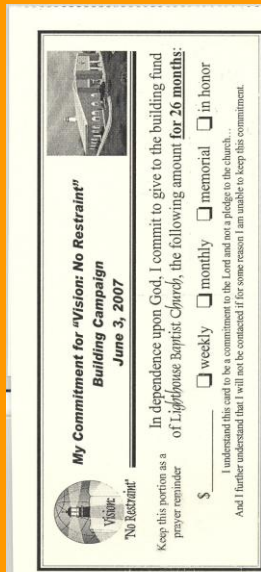 My Commitment for "Vision: No Restraint"
Building Campaign
June 3, 2007
Vision:
"No Restraint"
Keep this portion as a
prayer reminder
In dependence upon God, I commit to give to the building fund
of Lighthouse Baptist Church, the following amount for 26 months:
$ ________ ❑ weekly ❑ monthly ❑ memorial ❑ in honor
I understand this card to be a commitment to the Lord and not a pledge to the church...
And I further understand that I will not be contacted if for some reason I am unable to keep this commitment.